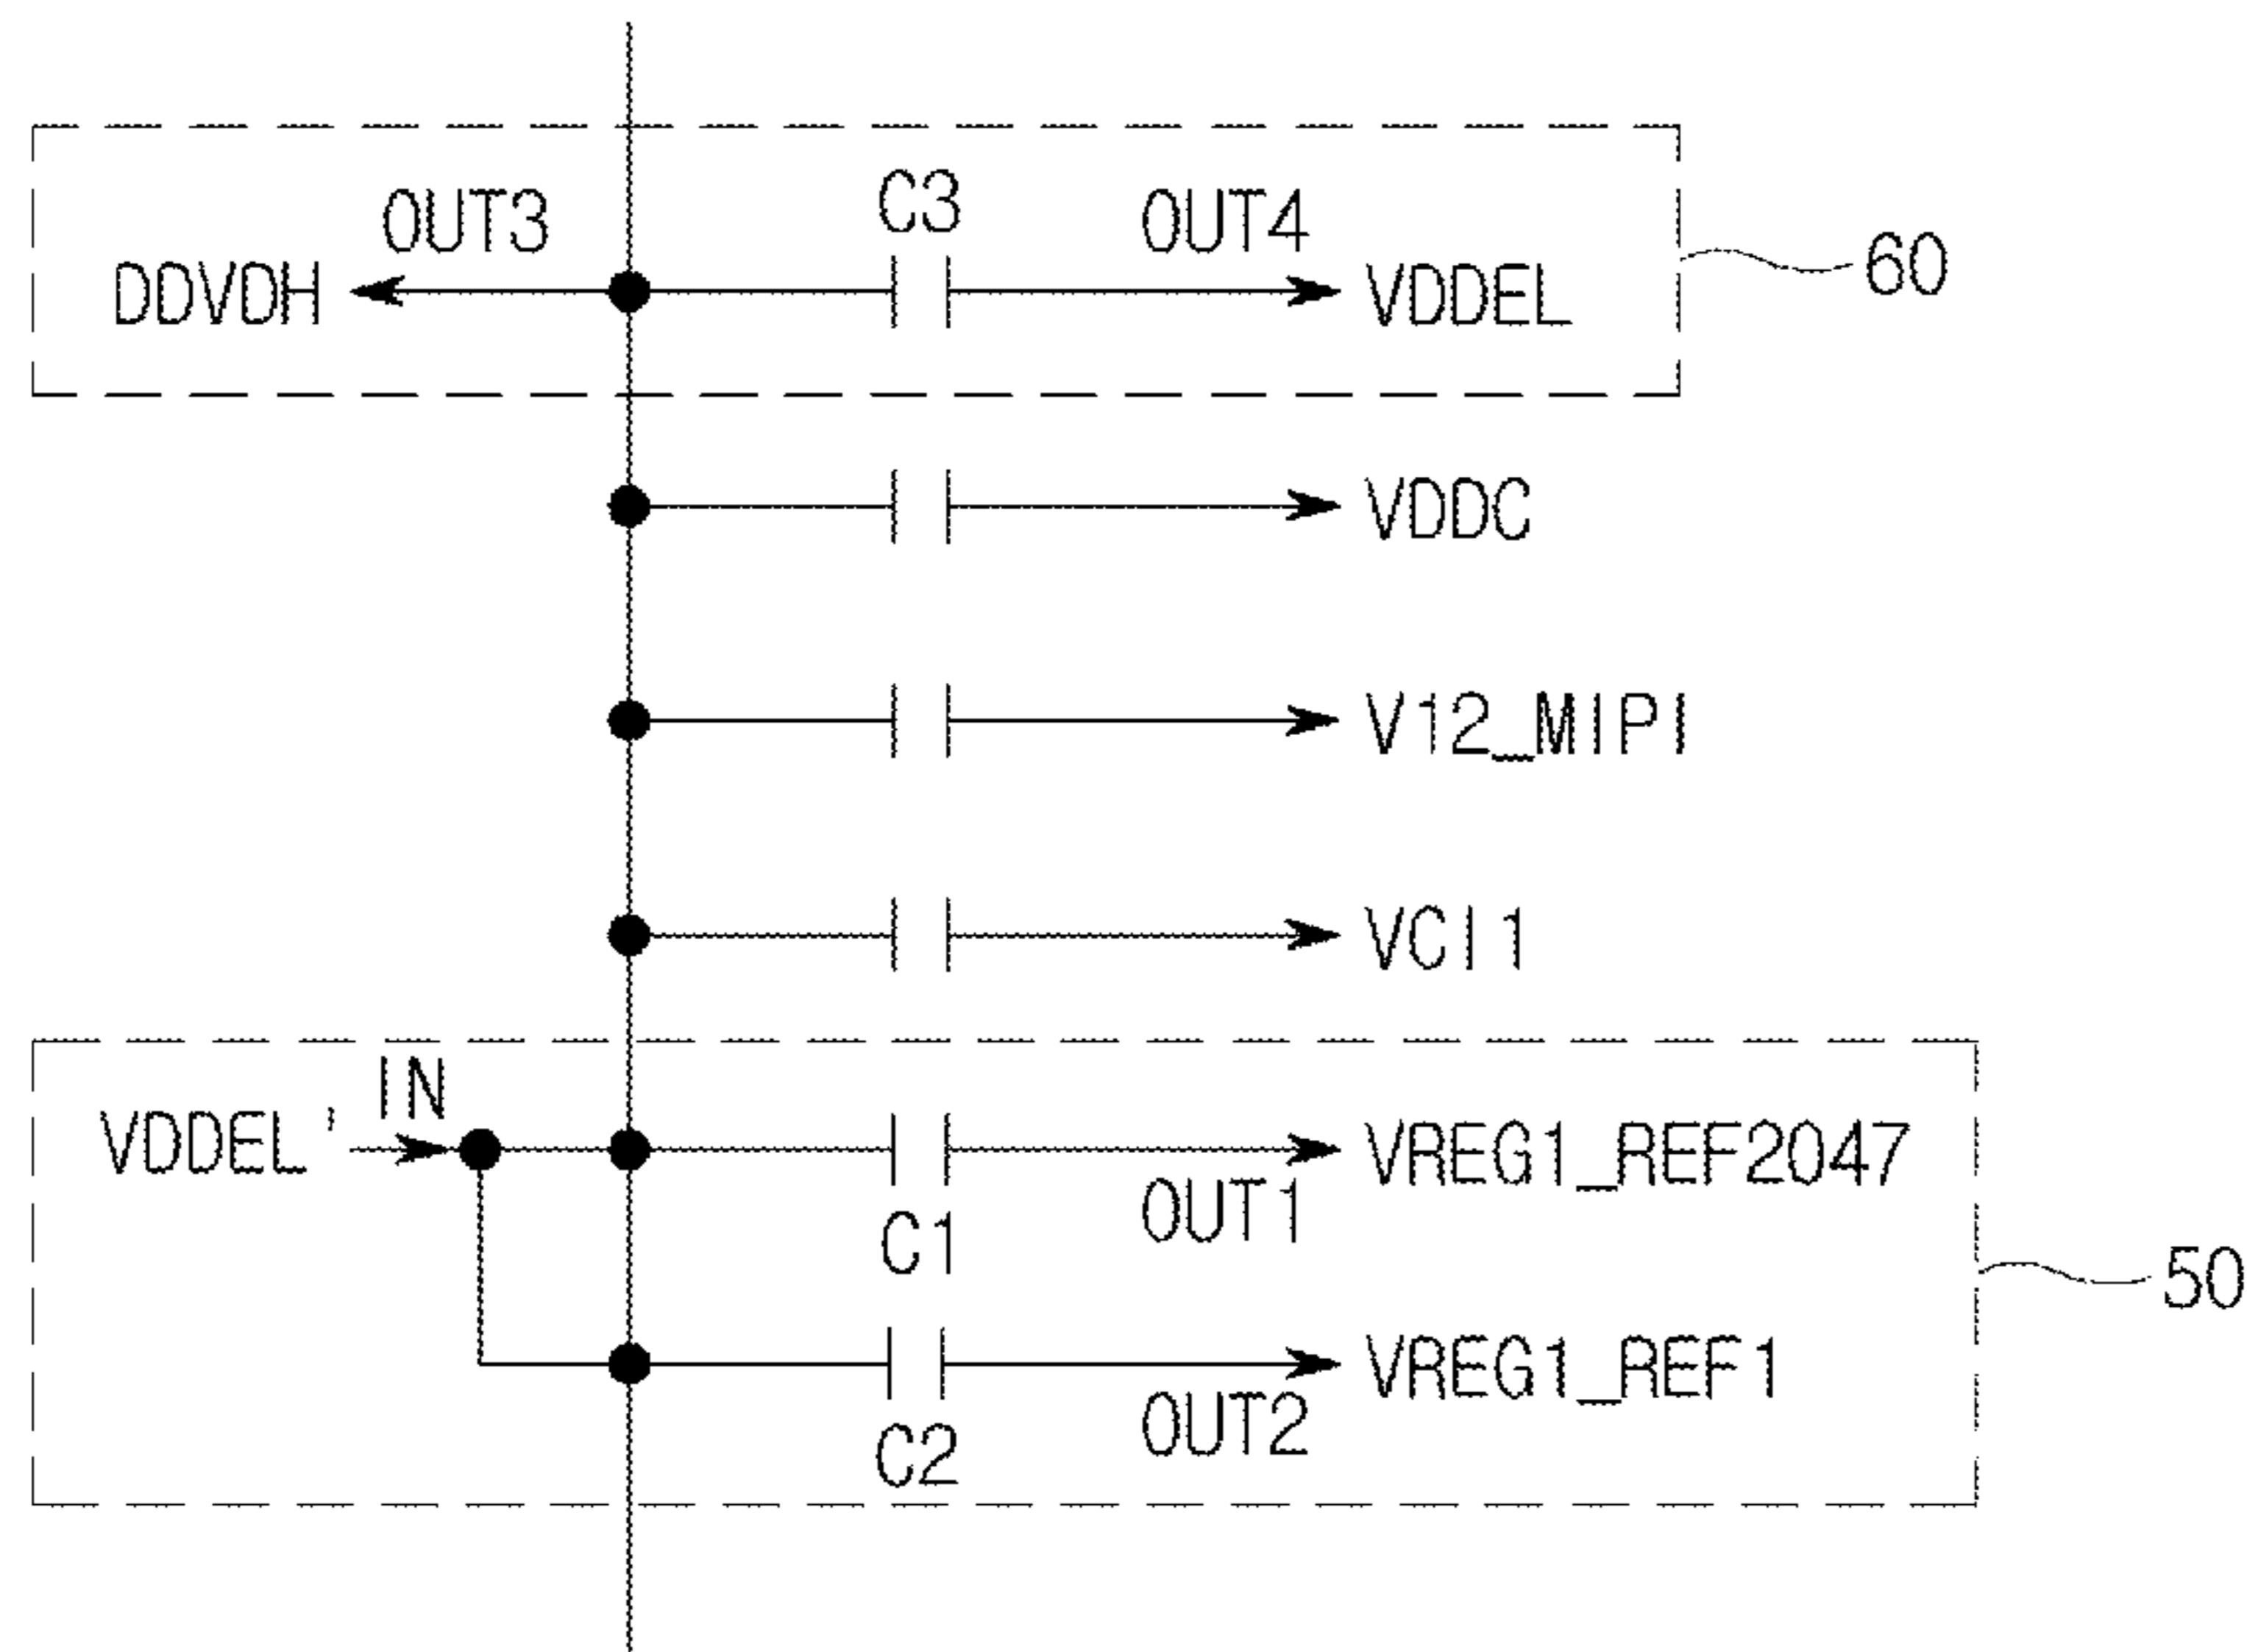 OUT3 C3 OUT4
DDVDH VDDEL 60
VDDC
V12_MIPI
VCI1
IN
VDDEL' VREG1_REF2047
C1 OUT1
50
VREG1_REF1
C2 OUT2